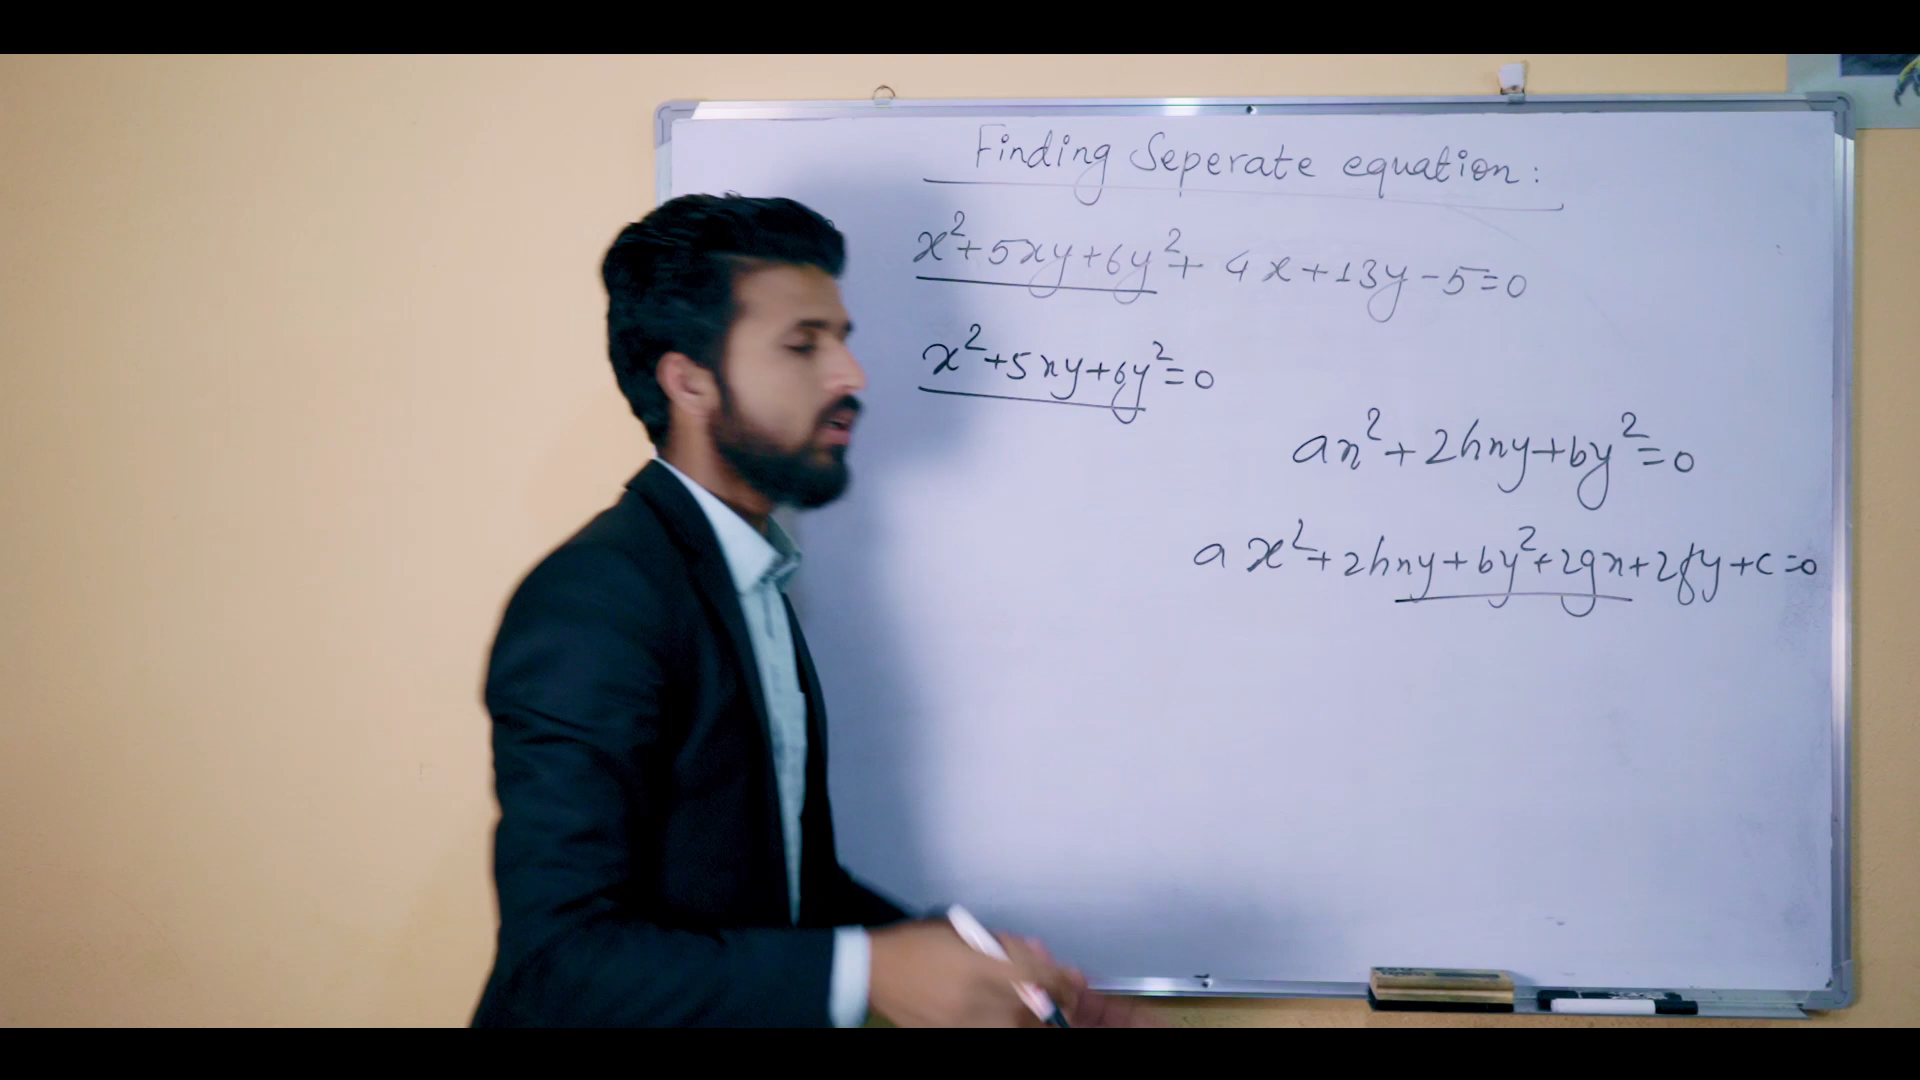 Finding Seperate equation:
x²+5xy+6y²+4x+13y-5=0
x²+5xy+6y²=0
ax²+2hxy+by²=0
ax²+2hxy+by²+2gx+2fy+c=0